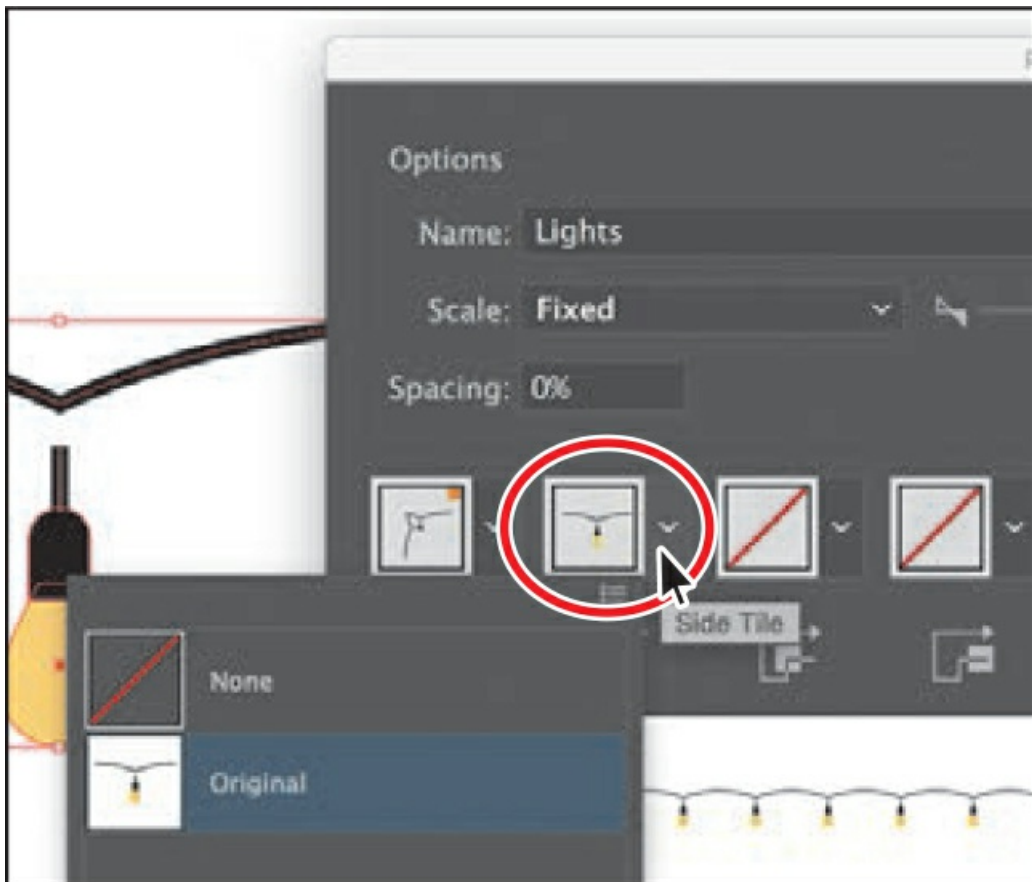 Options
Name: Lights
Scale: Fixed
Spacing: 0%
Side Tile
None
Original